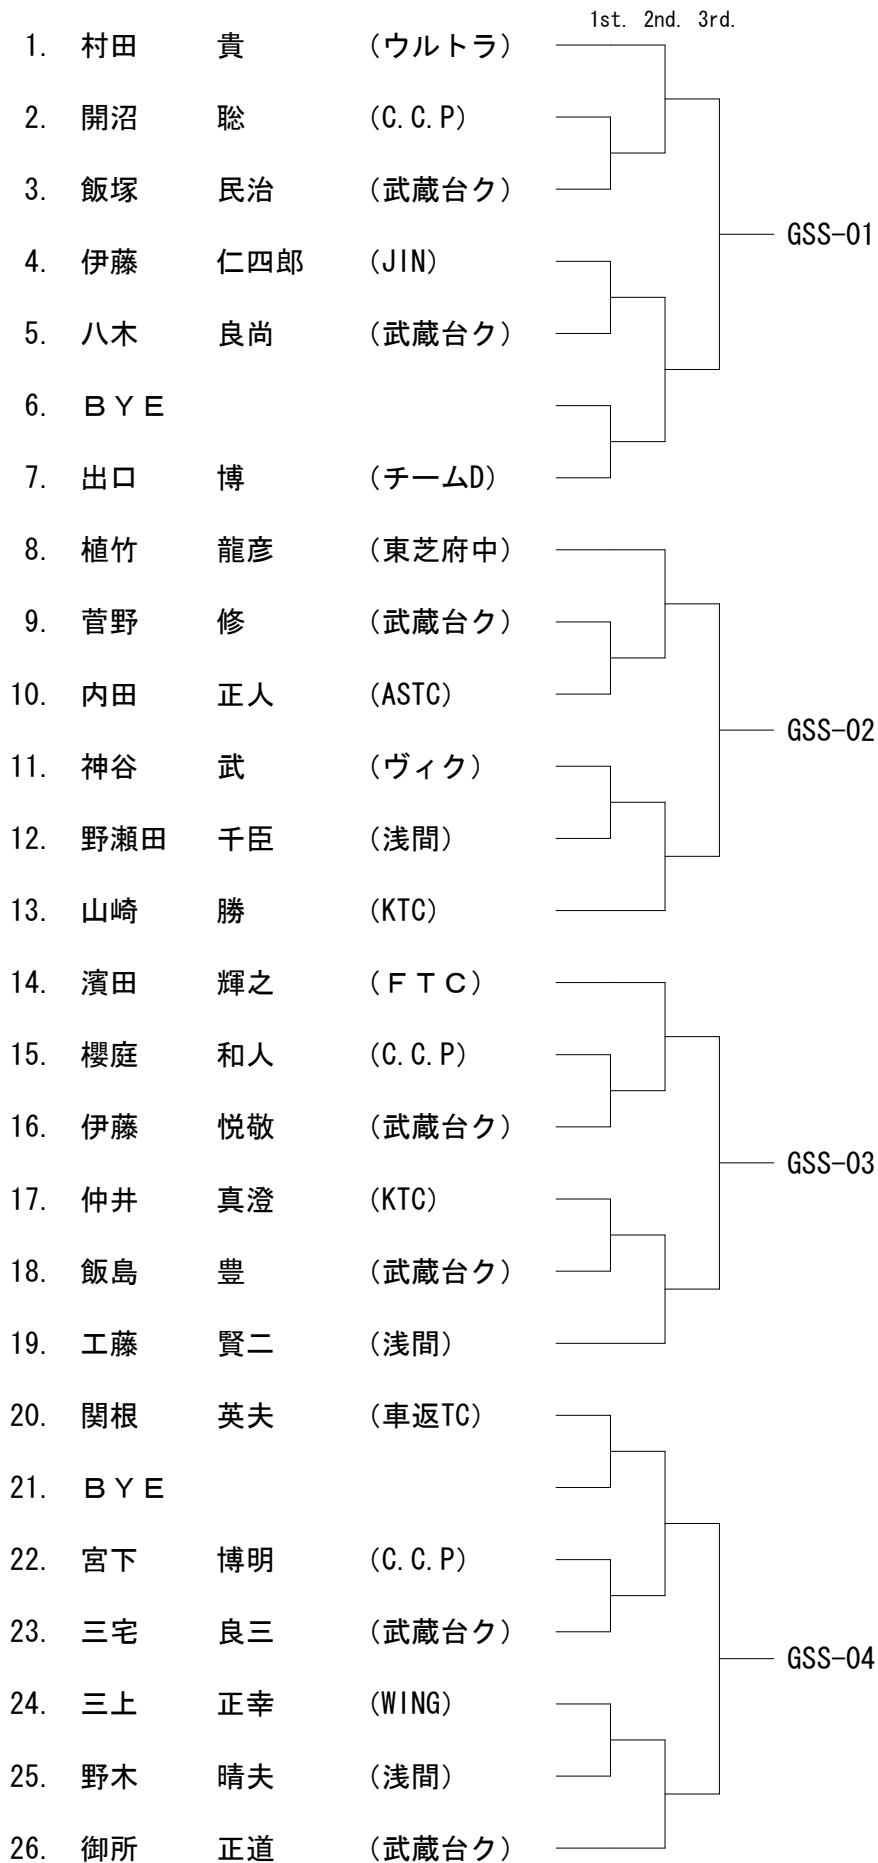 1st. 2nd. 3rd.
1. 村田 貴 (ウルトラ)
2. 開沼 聡 (C.C.P)
3. 飯塚 民治 (武蔵台ク)
GSS-01
4. 伊藤 仁四郎 (JIN)
5. 八木 良尚 (武蔵台ク)
6. ＢＹＥ
7. 出口 博 (チームD)
8. 植竹 龍彦 (東芝府中)
9. 菅野 修 (武蔵台ク)
10. 内田 正人 (ASTC)
GSS-02
11. 神谷 武 (ヴィク)
12. 野瀬田 千臣 (浅間)
13. 山崎 勝 (KTC)
14. 濱田 輝之 (ＦＴＣ)
15. 櫻庭 和人 (C.C.P)
16. 伊藤 悦敬 (武蔵台ク)
GSS-03
17. 仲井 真澄 (KTC)
18. 飯島 豊 (武蔵台ク)
19. 工藤 賢二 (浅間)
20. 関根 英夫 (車返TC)
21. ＢＹＥ
22. 宮下 博明 (C.C.P)
23. 三宅 良三 (武蔵台ク)
GSS-04
24. 三上 正幸 (WING)
25. 野木 晴夫 (浅間)
26. 御所 正道 (武蔵台ク)